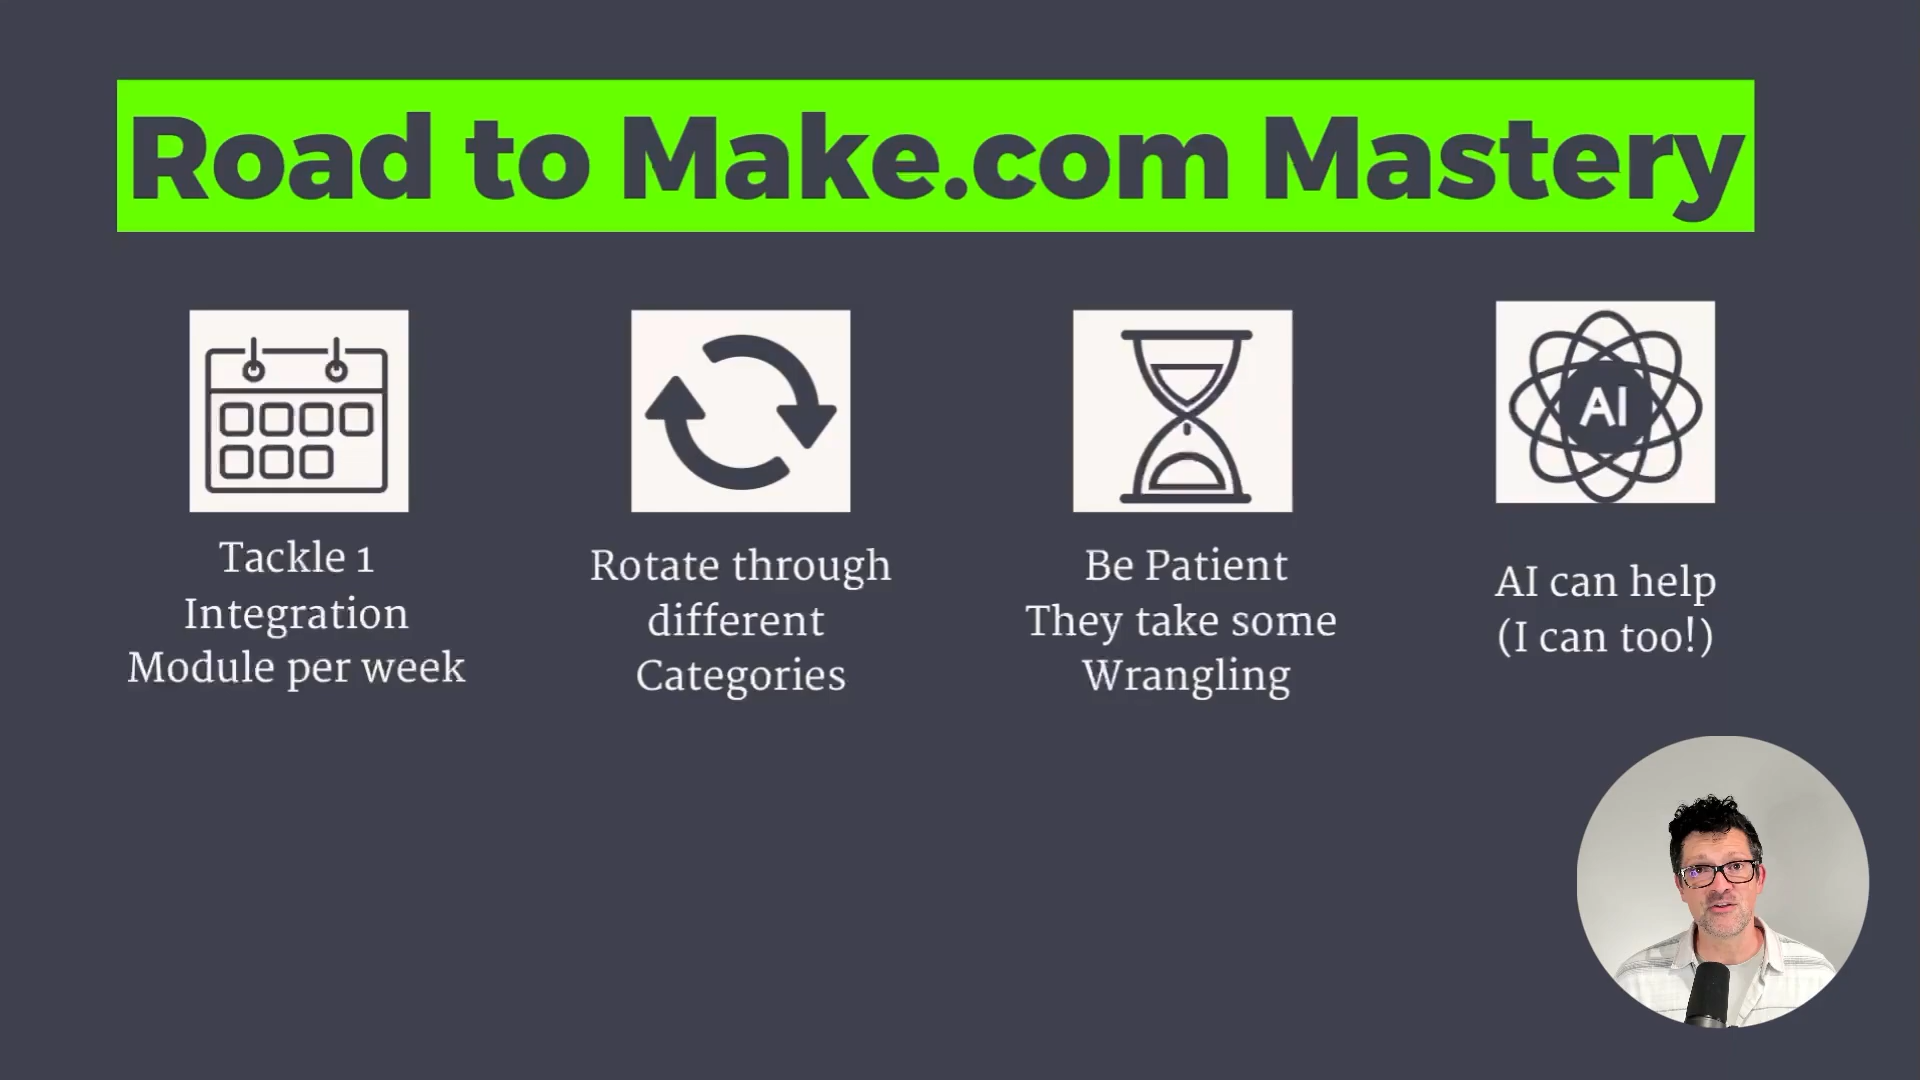 Road to Make.com Mastery
Tackle 1
Integration
Module per week
Rotate through
different
Categories
Be Patient
They take some
Wrangling
AI
AI can help
(I can too!)